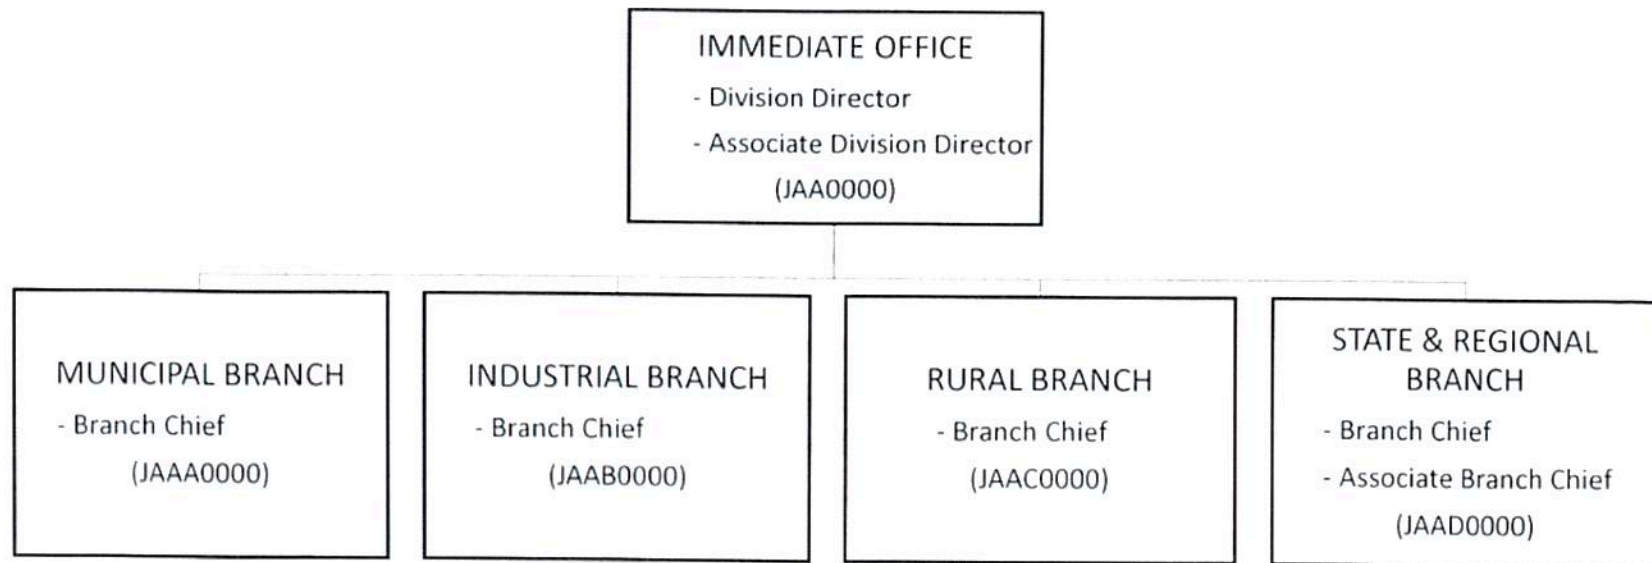 IMMEDIATE OFFICE
- Division Director
- Associate Division Director
(JAA0000)
MUNICIPAL BRANCH
- Branch Chief
(JAAA0000)
INDUSTRIAL BRANCH
- Branch Chief
(JAAB0000)
RURAL BRANCH
- Branch Chief
(JAAC0000)
STATE & REGIONAL
BRANCH
- Branch Chief
- Associate Branch Chief
(JAAD0000)